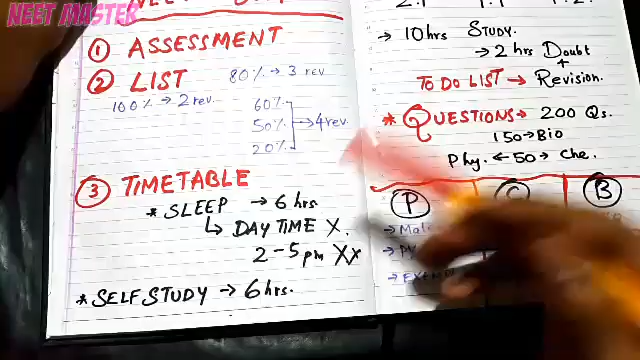 NEET MASTER
① ASSESSMENT
② LIST 80% → 3 rev
100% → 2 rev.
60%
50% → 4 rev.
20%
③ TIMETABLE
* SLEEP → 6 hrs
↳ DAY TIME X.
2-5 pm XX
* SELF STUDY → 6 hrs.
→ 10 hrs STUDY.
→ 2 hrs Doubt
+
TO DO LIST → Revision.
* QUESTIONS → 200 Qs.
150 → Bio
Phy. ← 50 → Che.
P C B